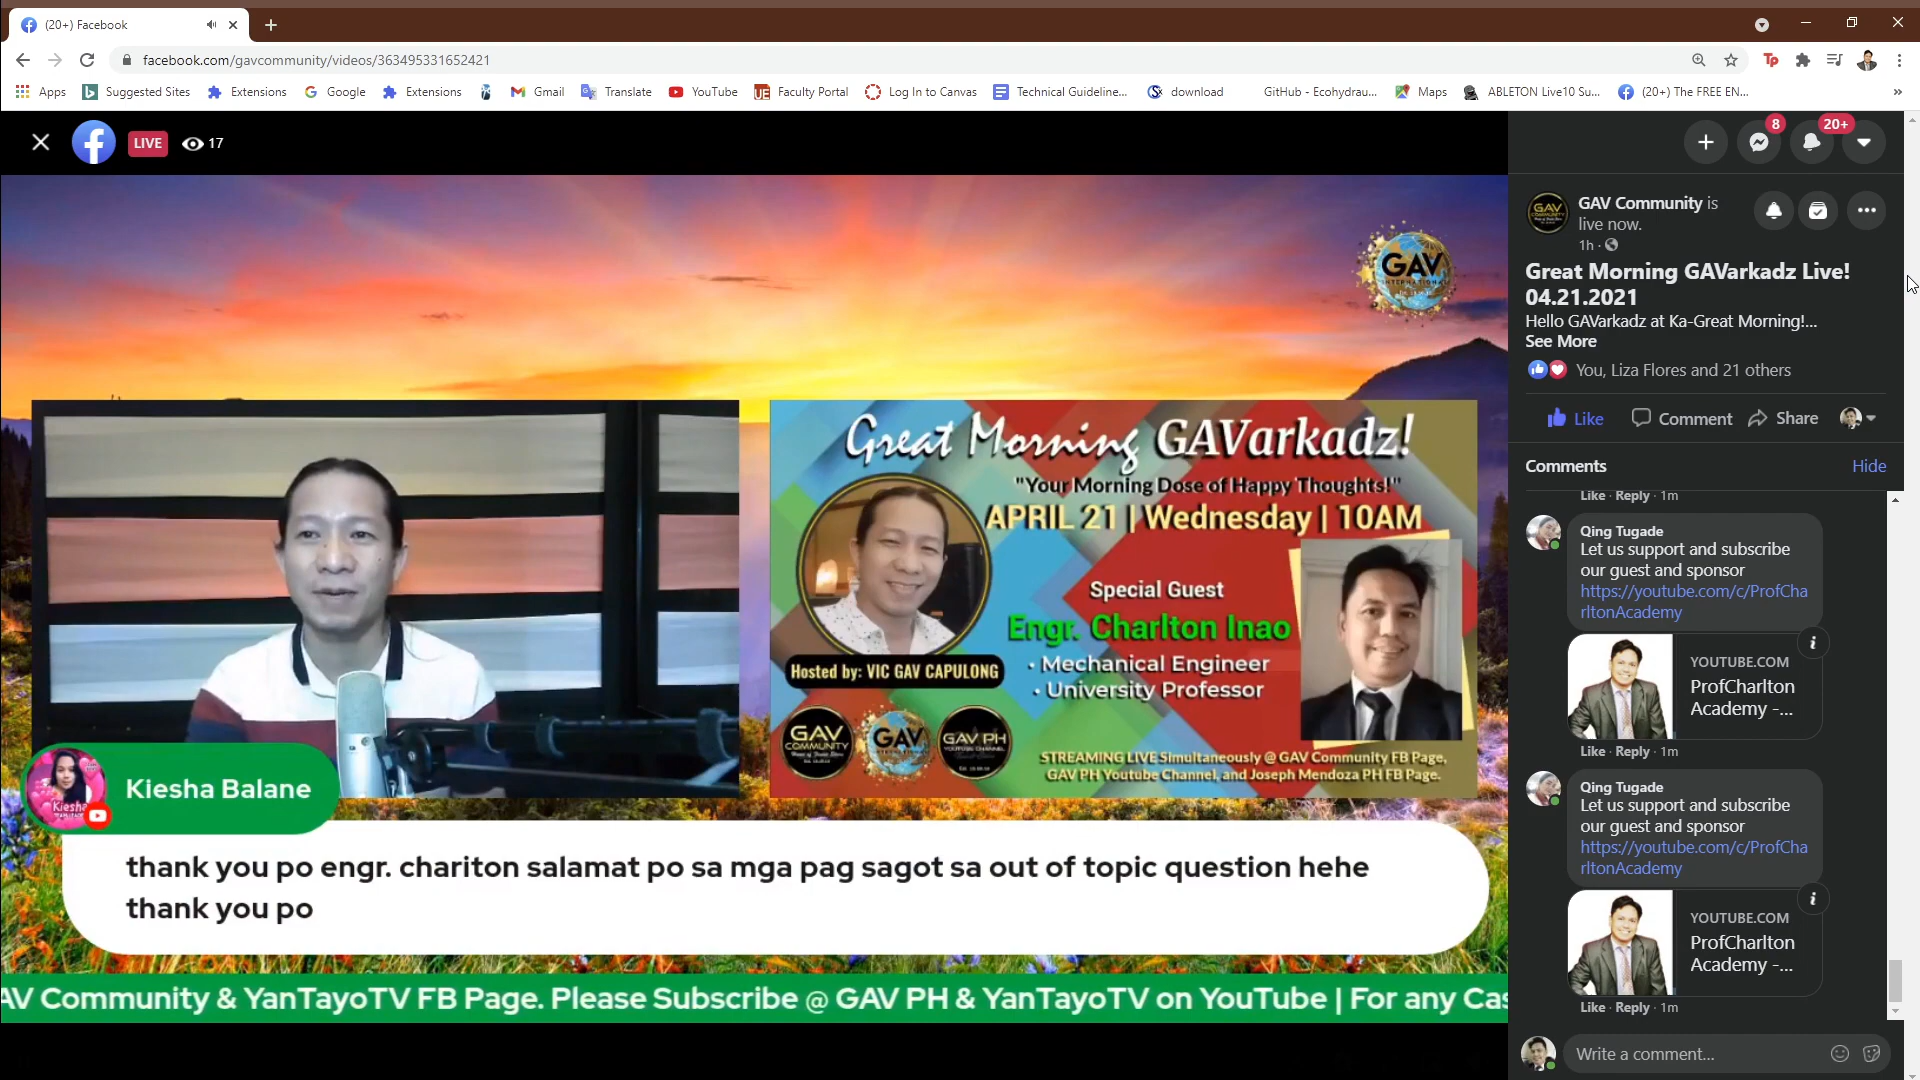 (20+) Facebook
facebook.com/gavcommunity/videos/363495331652421
Apps
Suggested Sites
Extensions
Google
Extensions
Gmail
Translate
YouTube
Faculty Portal
Log In to Canvas
Technical Guideline...
download
GitHub - Ecohydrau...
Maps
ABLETON Live10 Su...
(20+) The FREE EN...
LIVE
17
8
20+
GAV Community is
live now.
1h
Great Morning GAVarkadz Live!
04.21.2021
Hello GAVarkadz at Ka-Great Morning!...
See More
You, Liza Flores and 21 others
Like
Comment
Share
Comments
Hide
Like · Reply · 1m
Qing Tugade
Let us support and subscribe
our guest and sponsor
https://youtube.com/c/ProfCha
rltonAcademy
YOUTUBE.COM
ProfCharlton
Academy -...
Like · Reply · 1m
Qing Tugade
Let us support and subscribe
our guest and sponsor
https://youtube.com/c/ProfCha
rltonAcademy
YOUTUBE.COM
ProfCharlton
Academy -...
Like · Reply · 1m
Write a comment...
GAV
INTERNATIONAL
Great Morning GAVarkadz!
"Your Morning Dose of Happy Thoughts!"
APRIL 21 | Wednesday | 10AM
Special Guest
Engr. Charlton Inao
• Mechanical Engineer
• University Professor
Hosted by: VIC GAV CAPULONG
GAV
COMMUNITY
GAV
GAV PH
STREAMING LIVE Simultaneously @ GAV Community FB Page,
GAV PH Youtube Channel, and Joseph Mendoza PH FB Page.
Kiesha Balane
thank you po engr. chariton salamat po sa mga pag sagot sa out of topic question hehe
thank you po
AV Community & YanTayoTV FB Page. Please Subscribe @ GAV PH & YanTayoTV on YouTube | For any Cas